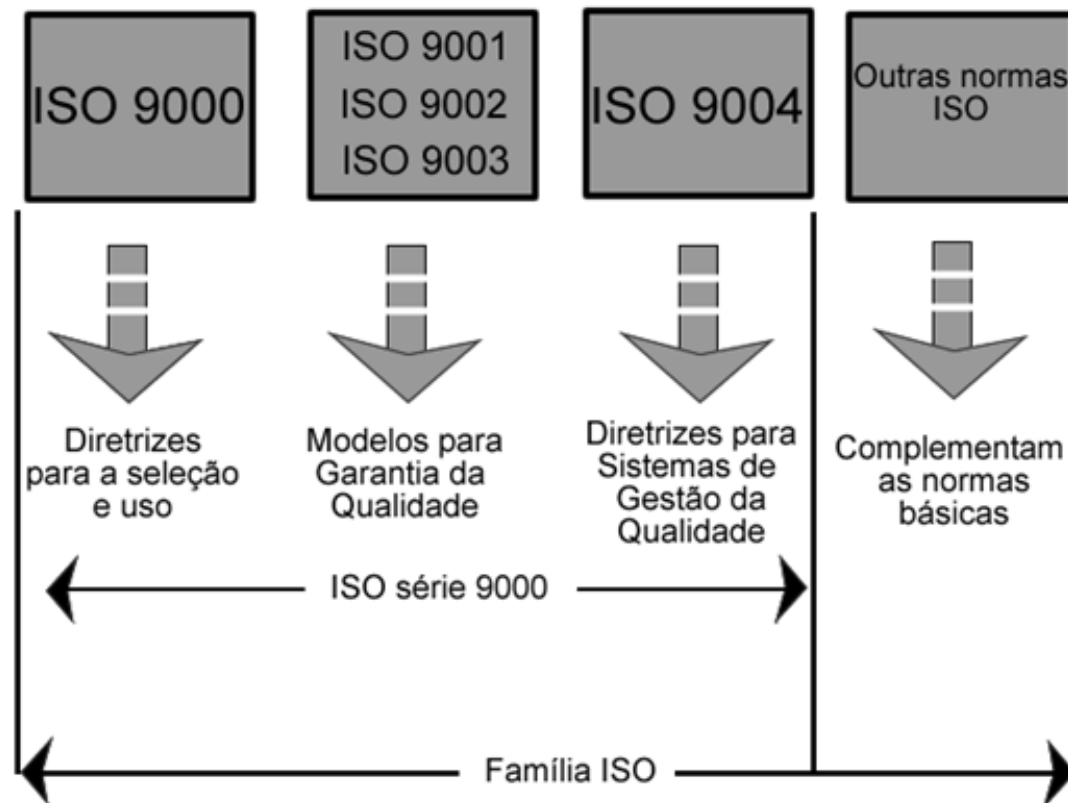 ISO 9000
ISO 9001
ISO 9002
ISO 9003
ISO 9004
Outras normas
ISO
Diretrizes
para a seleção
e uso
Modelos para
Garantia da
Qualidade
Diretrizes para
Sistemas de
Gestão da
Qualidade
Complementam
as normas
básicas
ISO série 9000
Família ISO